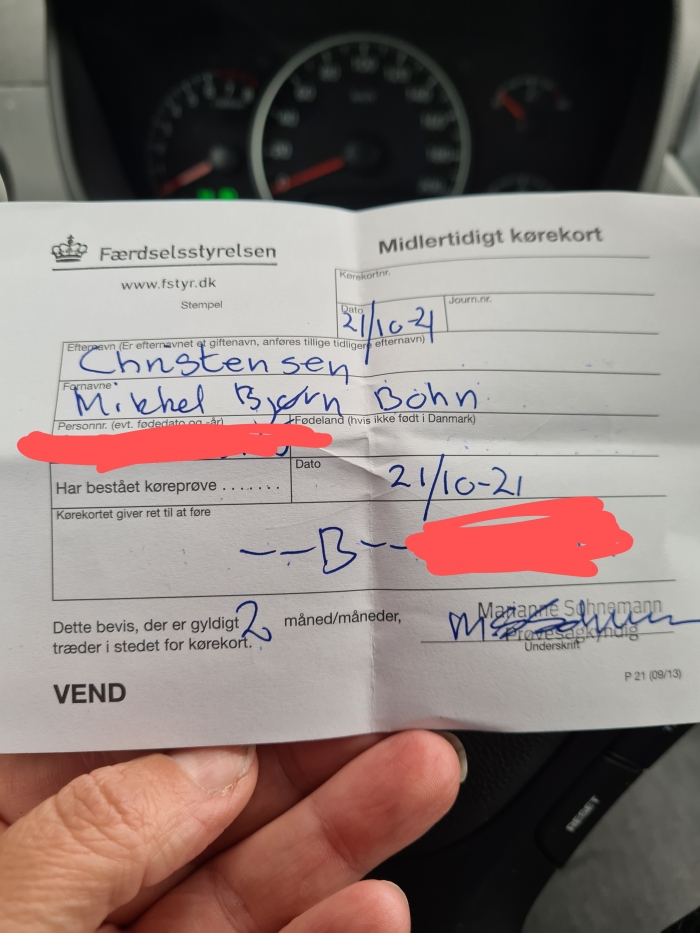 Færdselsstyrelsen
Midlertidigt kørekort
www.fstyr.dk
Stempel
Kørekortnr.
Dato
Journ.nr.
21/10-21
Efternavn (Er efternavnet et giftenavn, anføres tillige tidligere efternavn)
Christensen
Fornavne
Mikkel Bjørn Bohn
Personnr. (evt. fødedato og -år)
Fødeland (hvis ikke født i Danmark)
Har bestået køreprøve .......
Dato
21/10-21
Kørekortet giver ret til at føre
--B--
Dette bevis, der er gyldigt 2 måned/måneder,
træder i stedet for kørekort.
Marianne Sohnemann
Prøvesagkyndig
Underskrift
VEND
P 21 (09/13)
RESET